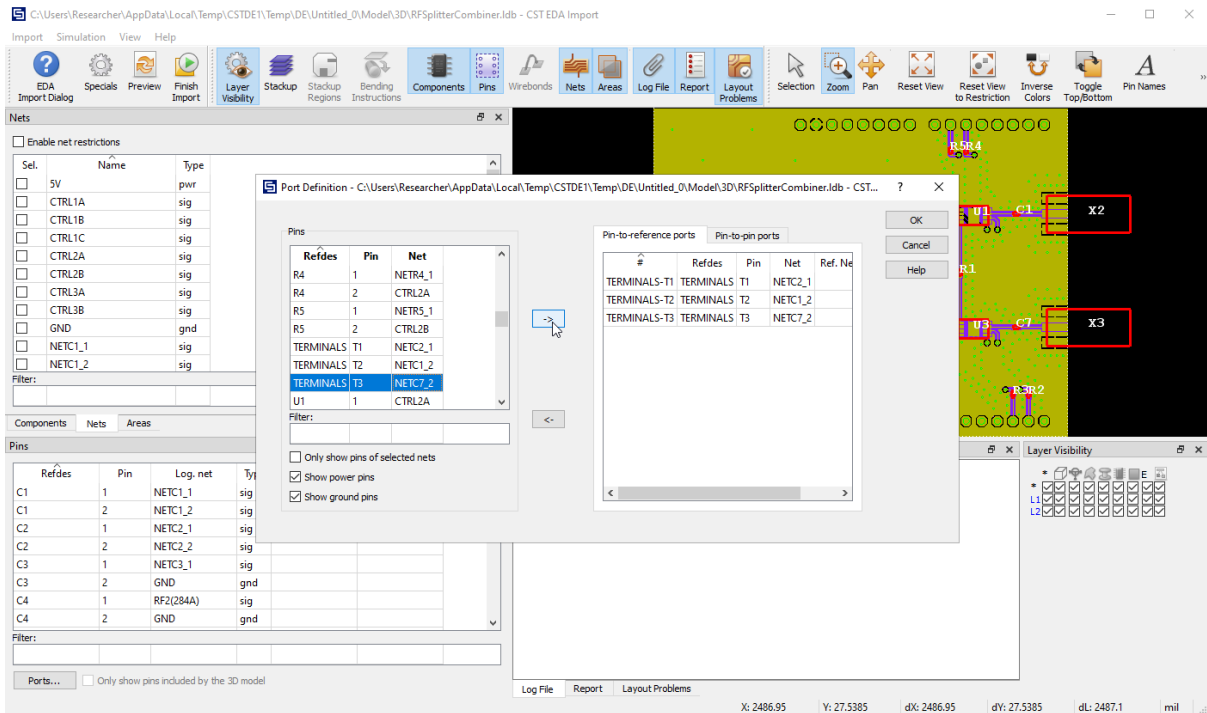 C:\Users\Researcher\AppData\Local\Temp\CSTDE1\Temp\DE\Untitled_0\Model\3D\RFSplitterCombiner.ldb - CST EDA Import
Import Simulation View Help
EDA Import Dialog Specials Preview Finish Import Layer Visibility Stackup Stackup Regions Bending Instructions Components Pins Wirebonds Nets Areas Log File Report Layout Problems Selection Zoom Pan Reset View Reset View to Restriction Inverse Colors Toggle Top/Bottom Pin Names
Nets
Enable net restrictions
Sel. Name Type
5V pwr
CTRL1A sig
CTRL1B sig
CTRL1C sig
CTRL2A sig
CTRL2B sig
CTRL3A sig
CTRL3B sig
GND gnd
NETC1_1 sig
NETC1_2 sig
Filter:
Components Nets Areas
Pins
Refdes Pin Log. net Typ
C1 1 NETC1_1 sig
C1 2 NETC1_2 sig
C2 1 NETC2_1 sig
C2 2 NETC2_2 sig
C3 1 NETC3_1 sig
C3 2 GND gnd
C4 1 RF2(284A) sig
C4 2 GND gnd
Filter:
Ports... Only show pins included by the 3D model
Port Definition - C:\Users\Researcher\AppData\Local\Temp\CSTDE1\Temp\DE\Untitled_0\Model\3D\RFSplitterCombiner.ldb - CST... ?
Pins
Refdes Pin Net
R4 1 NETR4_1
R4 2 CTRL2A
R5 1 NETR5_1
R5 2 CTRL2B
TERMINALS T1 NETC2_1
TERMINALS T2 NETC1_2
TERMINALS T3 NETC7_2
U1 1 CTRL2A
Filter:
Only show pins of selected nets
Show power pins
Show ground pins
->
<-
Pin-to-reference ports Pin-to-pin ports
# Refdes Pin Net Ref. Ne
TERMINALS-T1 TERMINALS T1 NETC2_1
TERMINALS-T2 TERMINALS T2 NETC1_2
TERMINALS-T3 TERMINALS T3 NETC7_2
OK
Cancel
Help
R5R4
U1 C1 X2
R1
U3 C7 X3
R3R2
Layer Visibility
* E
*
L1
L2
Log File Report Layout Problems
X: 2486.95 Y: 27.5385 dX: 2486.95 dY: 27.5385 dL: 2487.1 mil